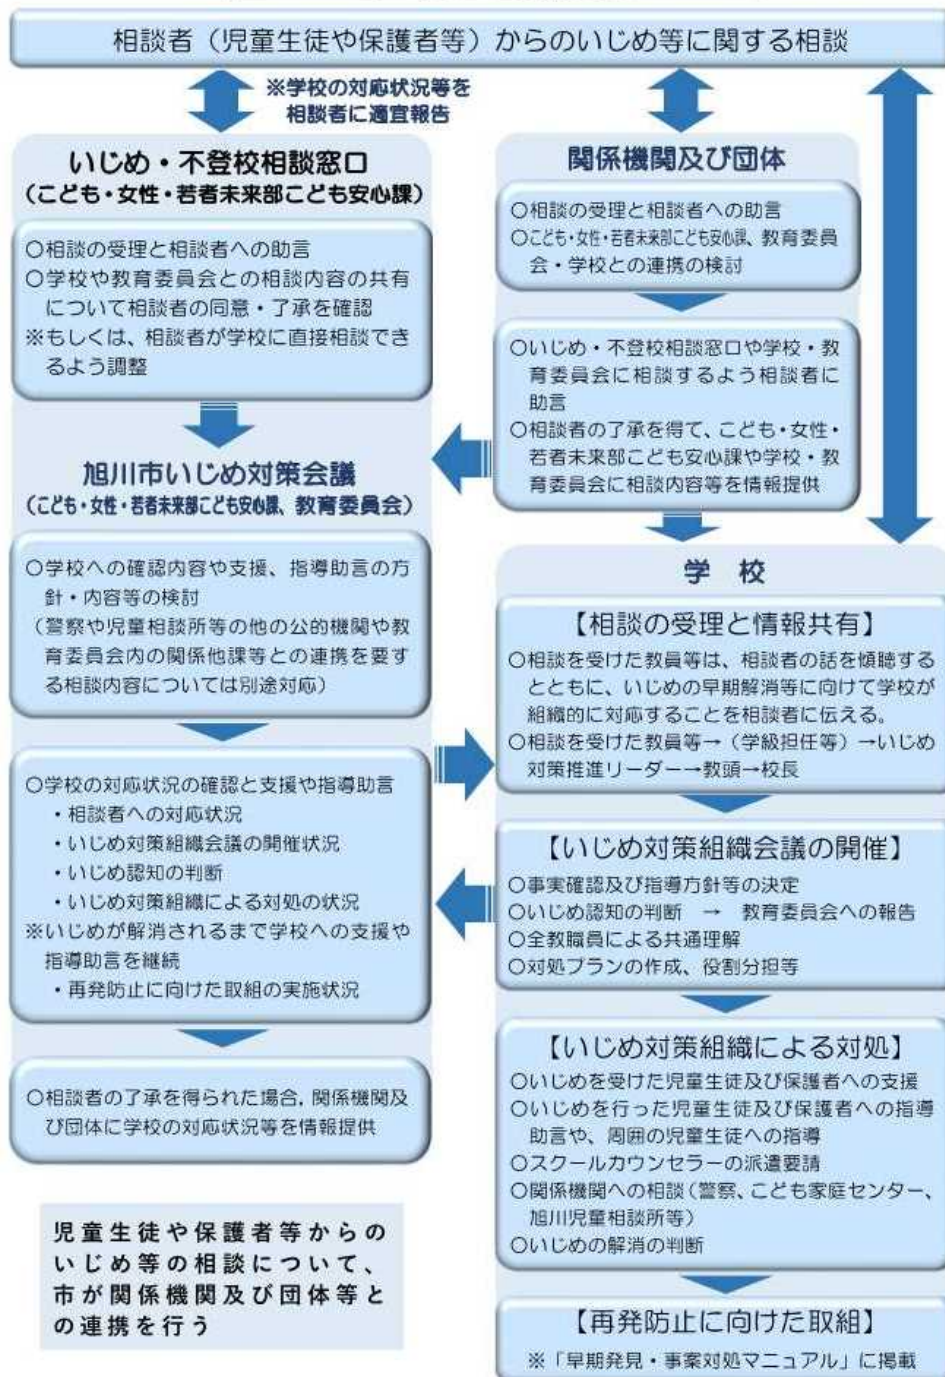 相談者（児童生徒や保護者等）からのいじめ等に関する相談
※学校の対応状況等を
相談者に適宜報告
いじめ・不登校相談窓口
（こども・女性・若者未来部こども安心課）
○相談の受理と相談者への助言
○学校や教育委員会との相談内容の共有
について相談者の同意・了承を確認
※もしくは、相談者が学校に直接相談でき
るよう調整
関係機関及び団体
○相談の受理と相談者への助言
○こども・女性・若者未来部こども安心課、教育委員
会・学校との連携の検討
○いじめ・不登校相談窓口や学校・教
育委員会に相談するよう相談者に
助言
○相談者の了承を得て、こども・女性・
若者未来部こども安心課や学校・教
育委員会に相談内容等を情報提供
旭川市いじめ対策会議
（こども・女性・若者未来部こども安心課、教育委員会）
○学校への確認内容や支援、指導助言の方
針・内容等の検討
（警察や児童相談所等の他の公的機関や教
育委員会内の関係他課等との連携を要す
る相談内容については別途対応）
○学校の対応状況の確認と支援や指導助言
・相談者への対応状況
・いじめ対策組織会議の開催状況
・いじめ認知の判断
・いじめ対策組織による対処の状況
※いじめが解消されるまで学校への支援や
指導助言を継続
・再発防止に向けた取組の実施状況
○相談者の了承を得られた場合，関係機関及
び団体に学校の対応状況等を情報提供
児童生徒や保護者等からの
いじめ等の相談について、
市が関係機関及び団体等と
の連携を行う
学 校
【相談の受理と情報共有】
○相談を受けた教員等は、相談者の話を傾聴する
とともに、いじめの早期解消等に向けて学校が
組織的に対応することを相談者に伝える。
○相談を受けた教員等→（学級担任等）→いじめ
対策推進リーダー→教頭→校長
【いじめ対策組織会議の開催】
○事実確認及び指導方針等の決定
○いじめ認知の判断 → 教育委員会への報告
○全教職員による共通理解
○対処プランの作成、役割分担等
【いじめ対策組織による対処】
○いじめを受けた児童生徒及び保護者への支援
○いじめを行った児童生徒及び保護者への指導
助言や、周囲の児童生徒への指導
○スクールカウンセラーの派遣要請
○関係機関への相談（警察、こども家庭センター、
旭川児童相談所等）
○いじめの解消の判断
【再発防止に向けた取組】
※「早期発見・事案対処マニュアル」に掲載